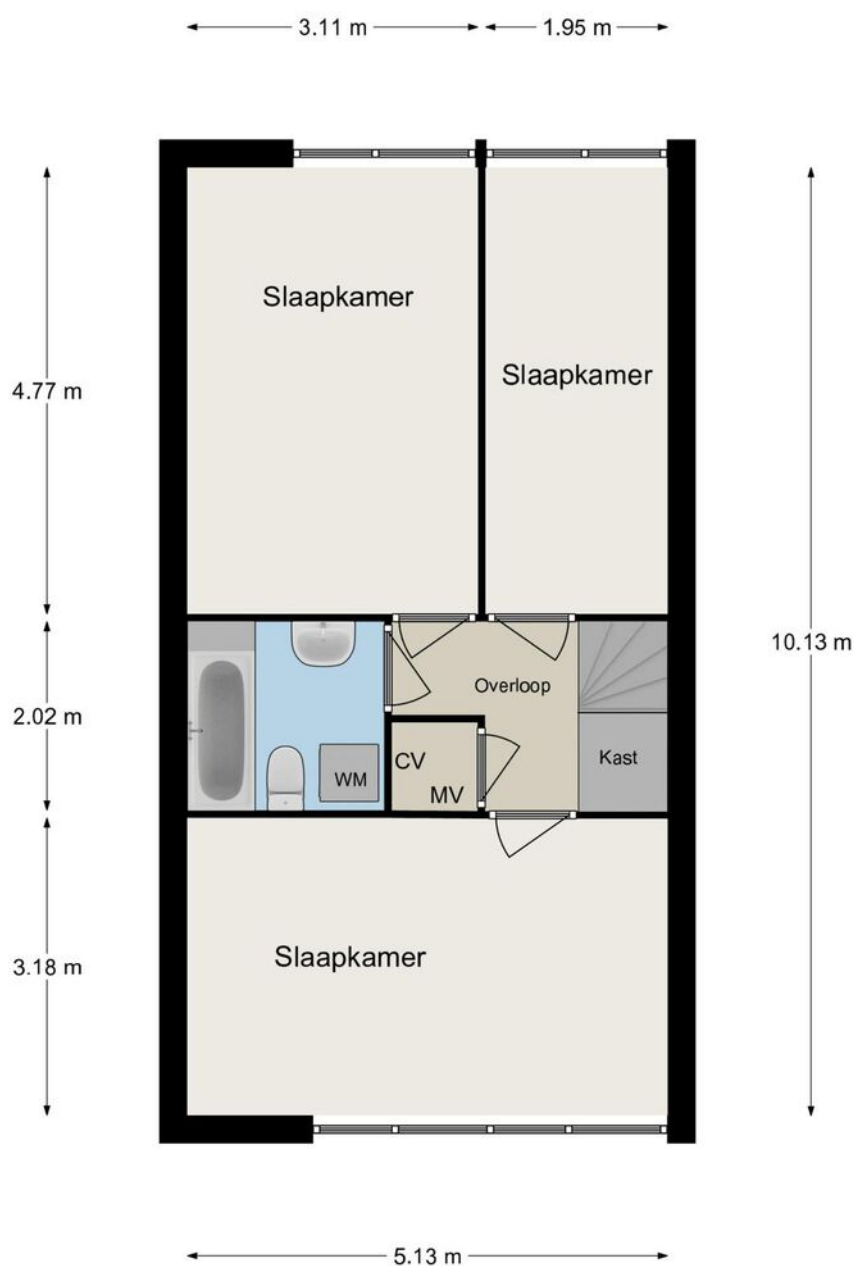 3.11 m
1.95 m
Slaapkamer
Slaapkamer
4.77 m
10.13 m
Overloop
2.02 m
CV
Kast
WM
MV
Slaapkamer
3.18 m
5.13 m